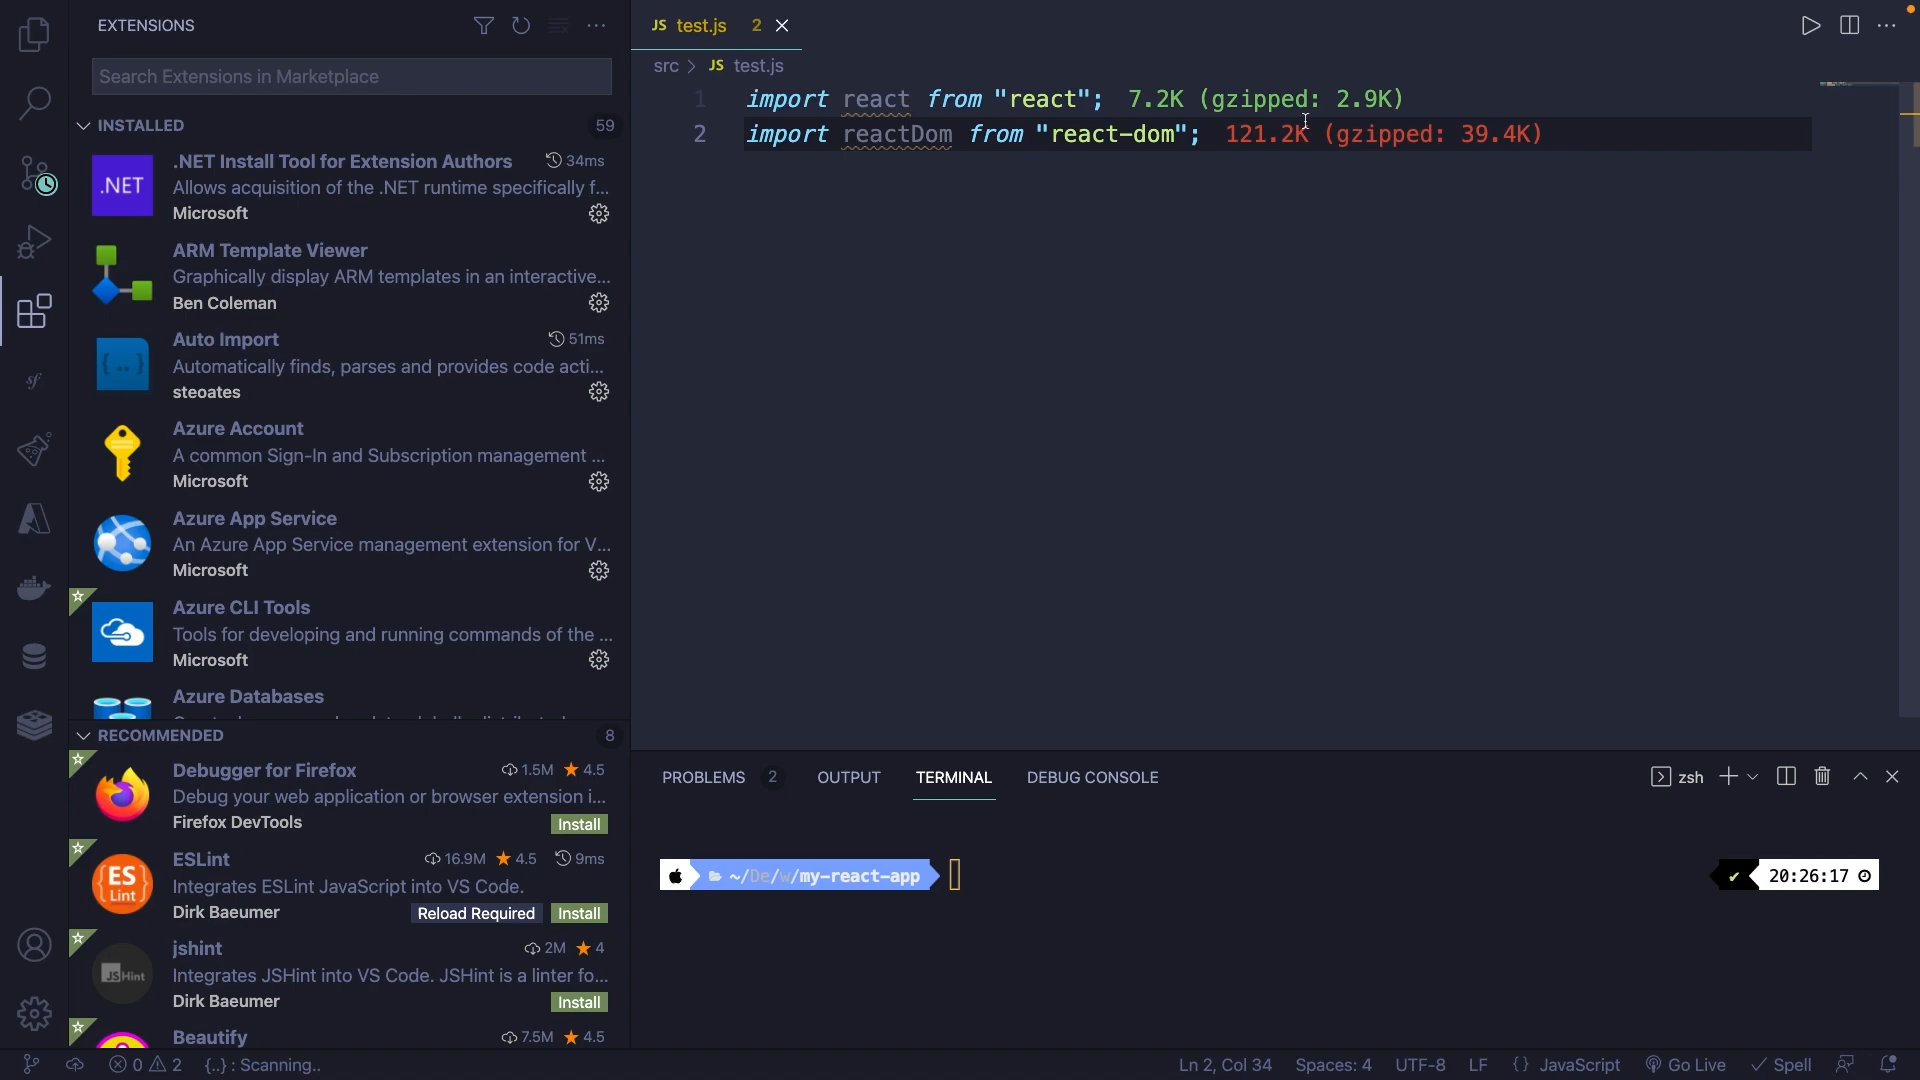 EXTENSIONS
Search Extensions in Marketplace
INSTALLED 59
.NET
.NET Install Tool for Extension Authors 34ms
Allows acquisition of the .NET runtime specifically f...
Microsoft
ARM Template Viewer
Graphically display ARM templates in an interactive...
Ben Coleman
{..}
Auto Import 51ms
Automatically finds, parses and provides code acti...
steoates
Azure Account
A common Sign-In and Subscription management ...
Microsoft
Azure App Service
An Azure App Service management extension for V...
Microsoft
Azure CLI Tools
Tools for developing and running commands of the ...
Microsoft
Azure Databases
RECOMMENDED 8
Debugger for Firefox 1.5M 4.5
Debug your web application or browser extension i...
Firefox DevTools Install
ES
Lint
ESLint 16.9M 4.5 9ms
Integrates ESLint JavaScript into VS Code.
Dirk Baeumer Reload Required Install
JSHint
jshint 2M 4
Integrates JSHint into VS Code. JSHint is a linter fo...
Dirk Baeumer Install
Beautify 7.5M 4.5
JS test.js 2
src > JS test.js
1 import react from "react"; 7.2K (gzipped: 2.9K)
2 import reactDom from "react-dom"; 121.2K (gzipped: 39.4K)
PROBLEMS 2 OUTPUT TERMINAL DEBUG CONSOLE zsh
~/De/w/my-react-app 20:26:17
0 2 {..} : Scanning.. Ln 2, Col 34 Spaces: 4 UTF-8 LF {} JavaScript Go Live Spell